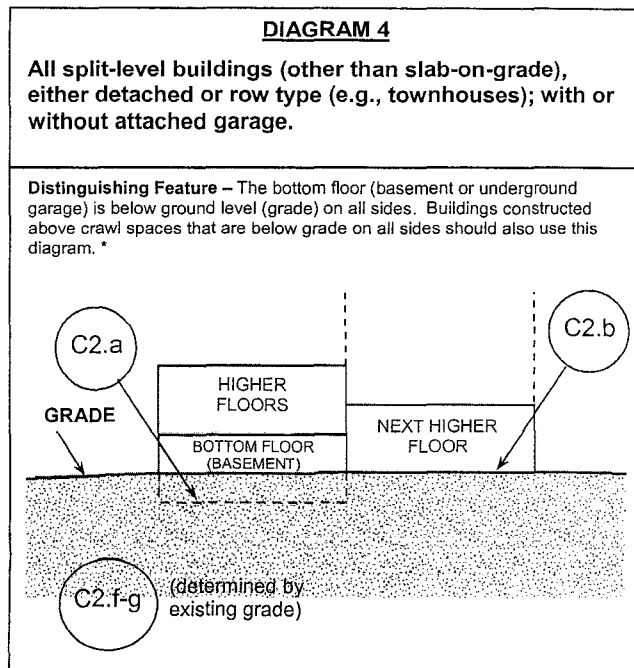 DIAGRAM 4
All split-level buildings (other than slab-on-grade),
either detached or row type (e.g., townhouses); with or
without attached garage.
Distinguishing Feature – The bottom floor (basement or underground
garage) is below ground level (grade) on all sides. Buildings constructed
above crawl spaces that are below grade on all sides should also use this
diagram. *
C2.a
C2.b
HIGHER
FLOORS
GRADE
NEXT HIGHER
FLOOR
BOTTOM FLOOR
(BASEMENT)
C2.f-g
(determined by
existing grade)